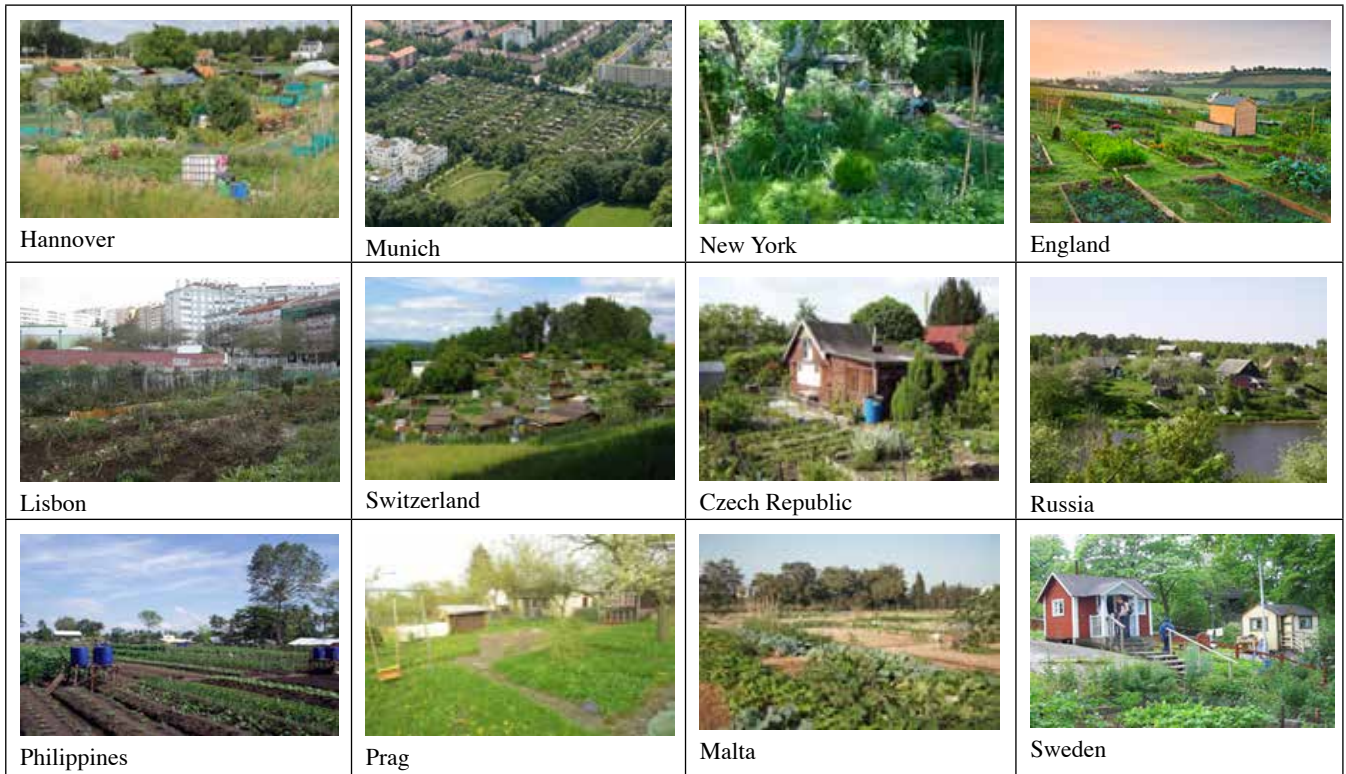 Hannover
Munich
New York
England
Lisbon
Switzerland
Czech Republic
Russia
Philippines
Prag
Malta
Sweden